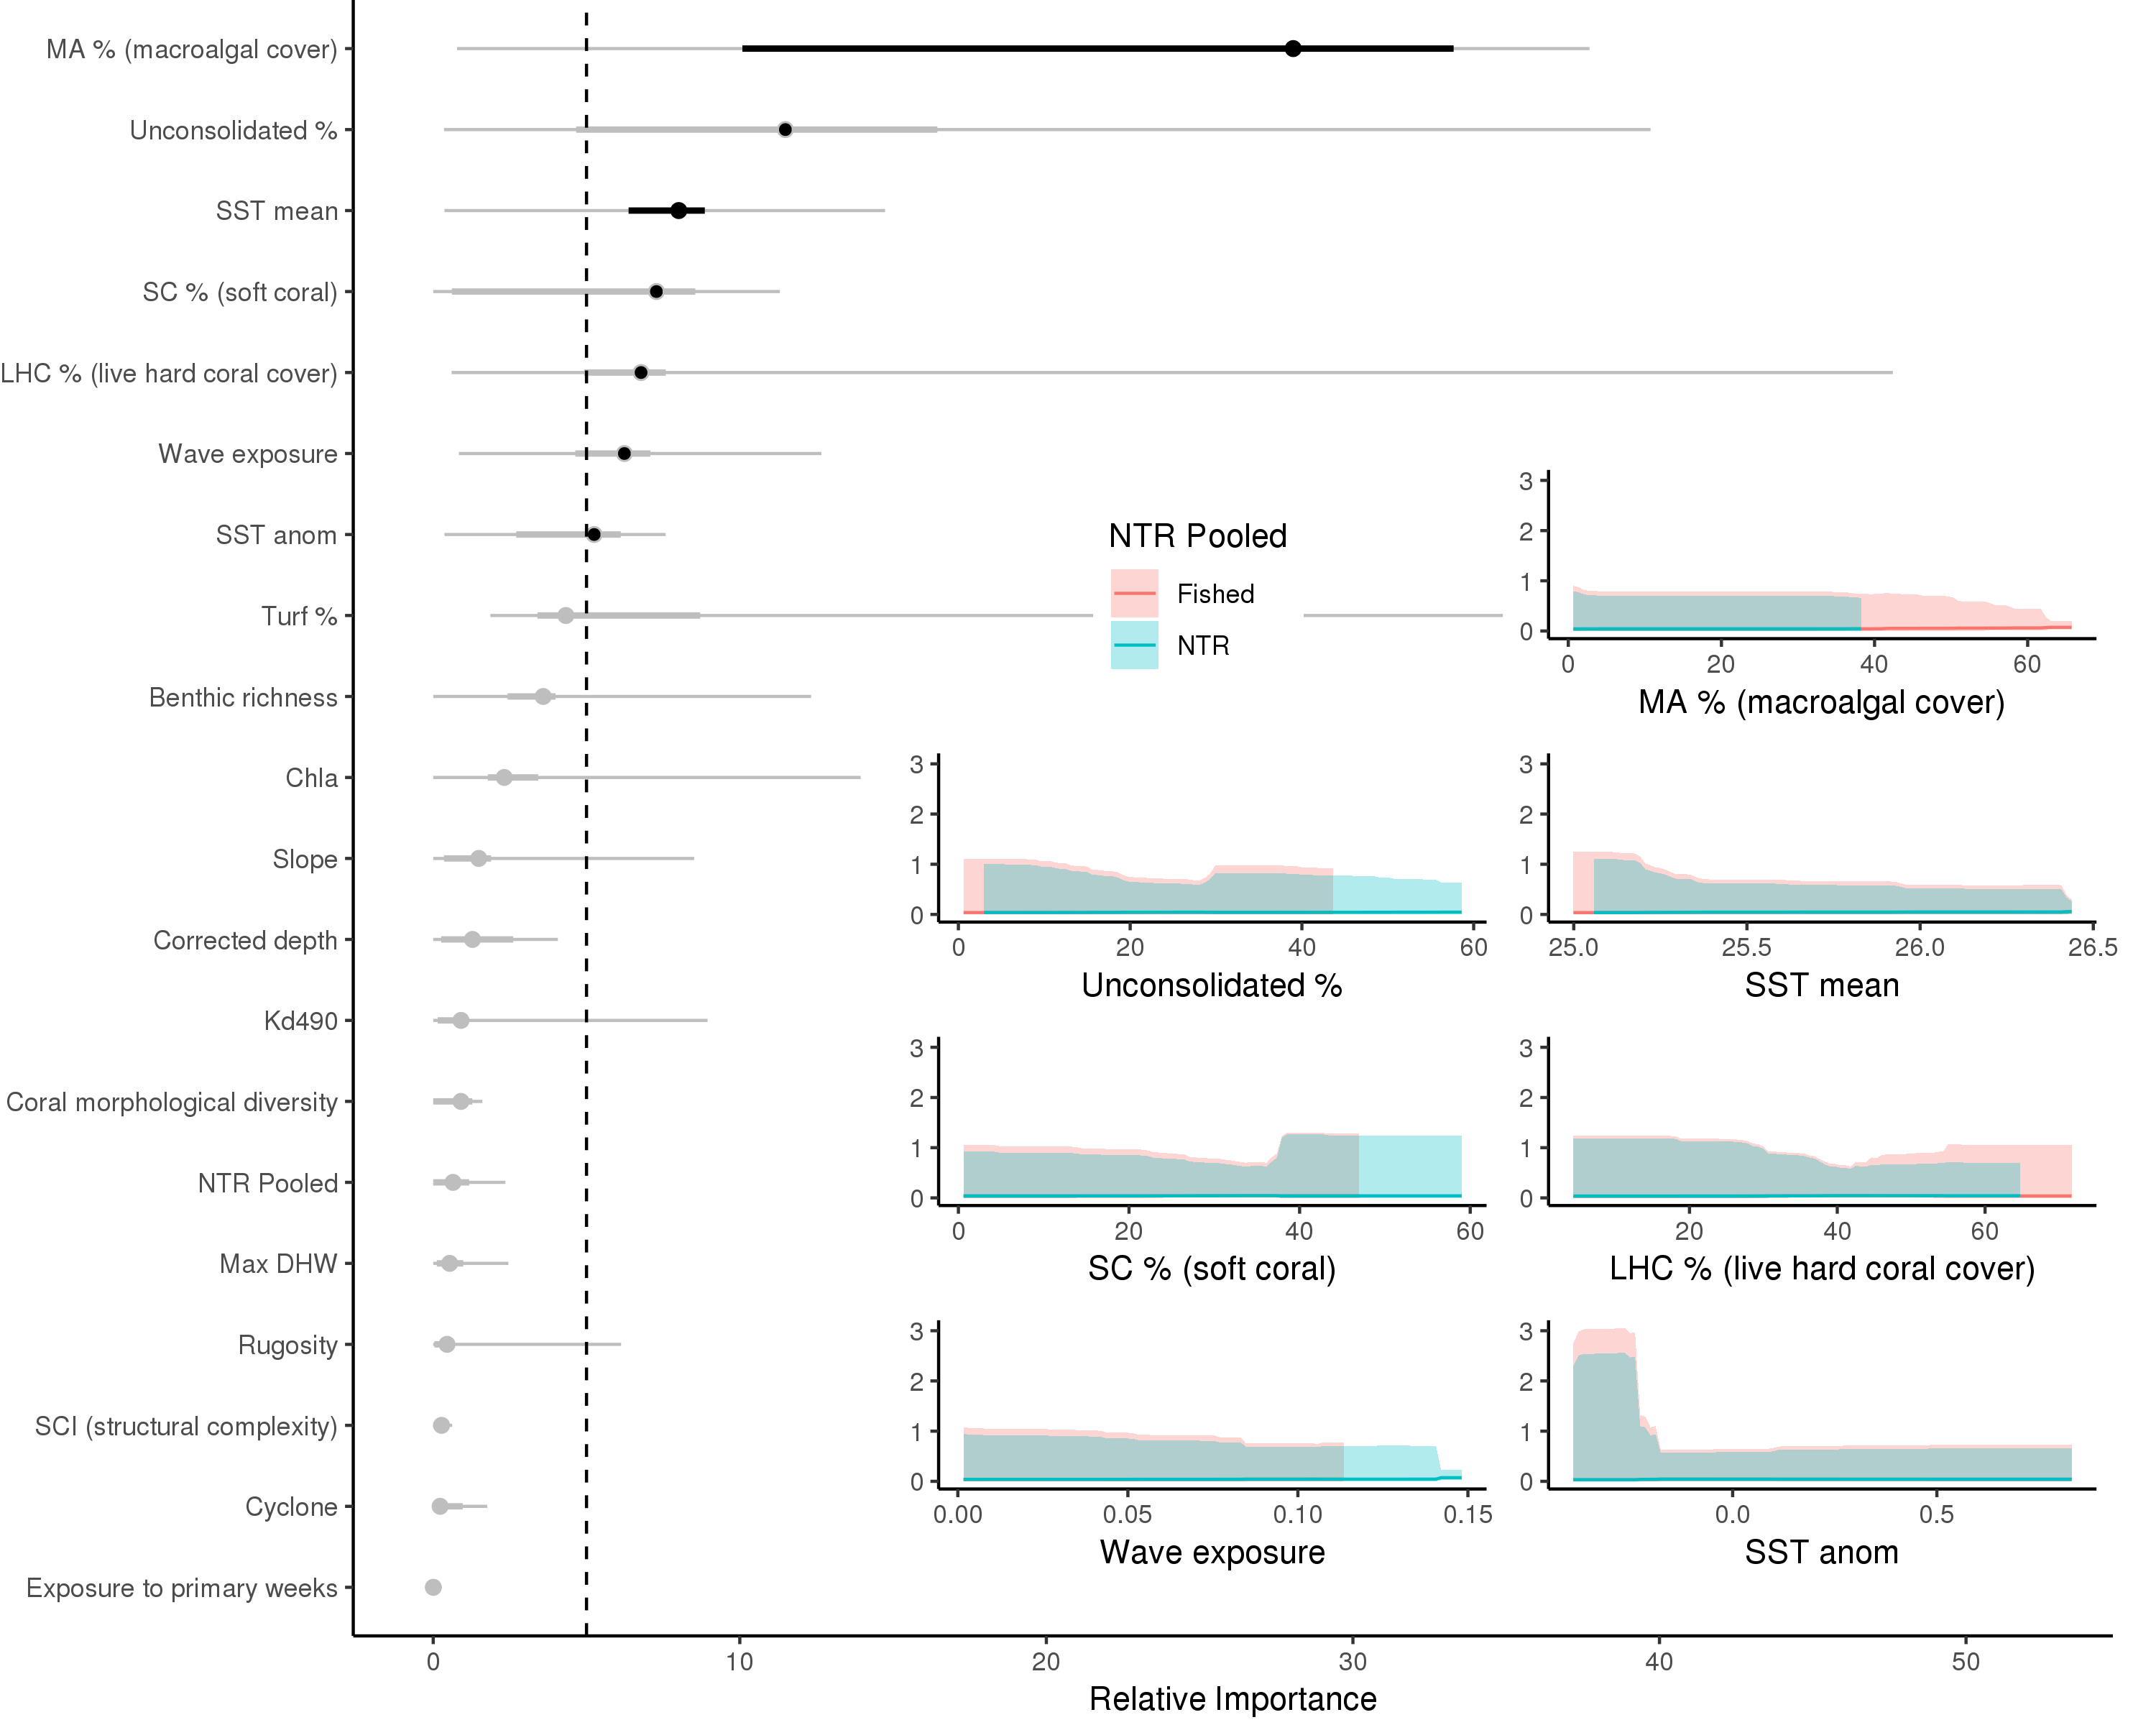 MA % (macroalgal cover)
Unconsolidated %
SST mean
SC % (soft coral)
LHC % (live hard coral cover)
Wave exposure
SST anom
Turf %
Benthic richness
Chla
Slope
Corrected depth
Kd490
Coral morphological diversity
NTR Pooled
Max DHW
Rugosity
SCI (structural complexity)
Cyclone
Exposure to primary weeks
0 10 20 30 40 50
Relative Importance
NTR Pooled
Fished
NTR
3
2
1
0
0 20 40 60
MA % (macroalgal cover)
3
2
1
0
0 20 40 60
Unconsolidated %
3
2
1
0
25.0 25.5 26.0 26.5
SST mean
3
2
1
0
0 20 40 60
SC % (soft coral)
3
2
1
0
20 40 60
LHC % (live hard coral cover)
3
2
1
0
0.00 0.05 0.10 0.15
Wave exposure
3
2
1
0
0.0 0.5
SST anom